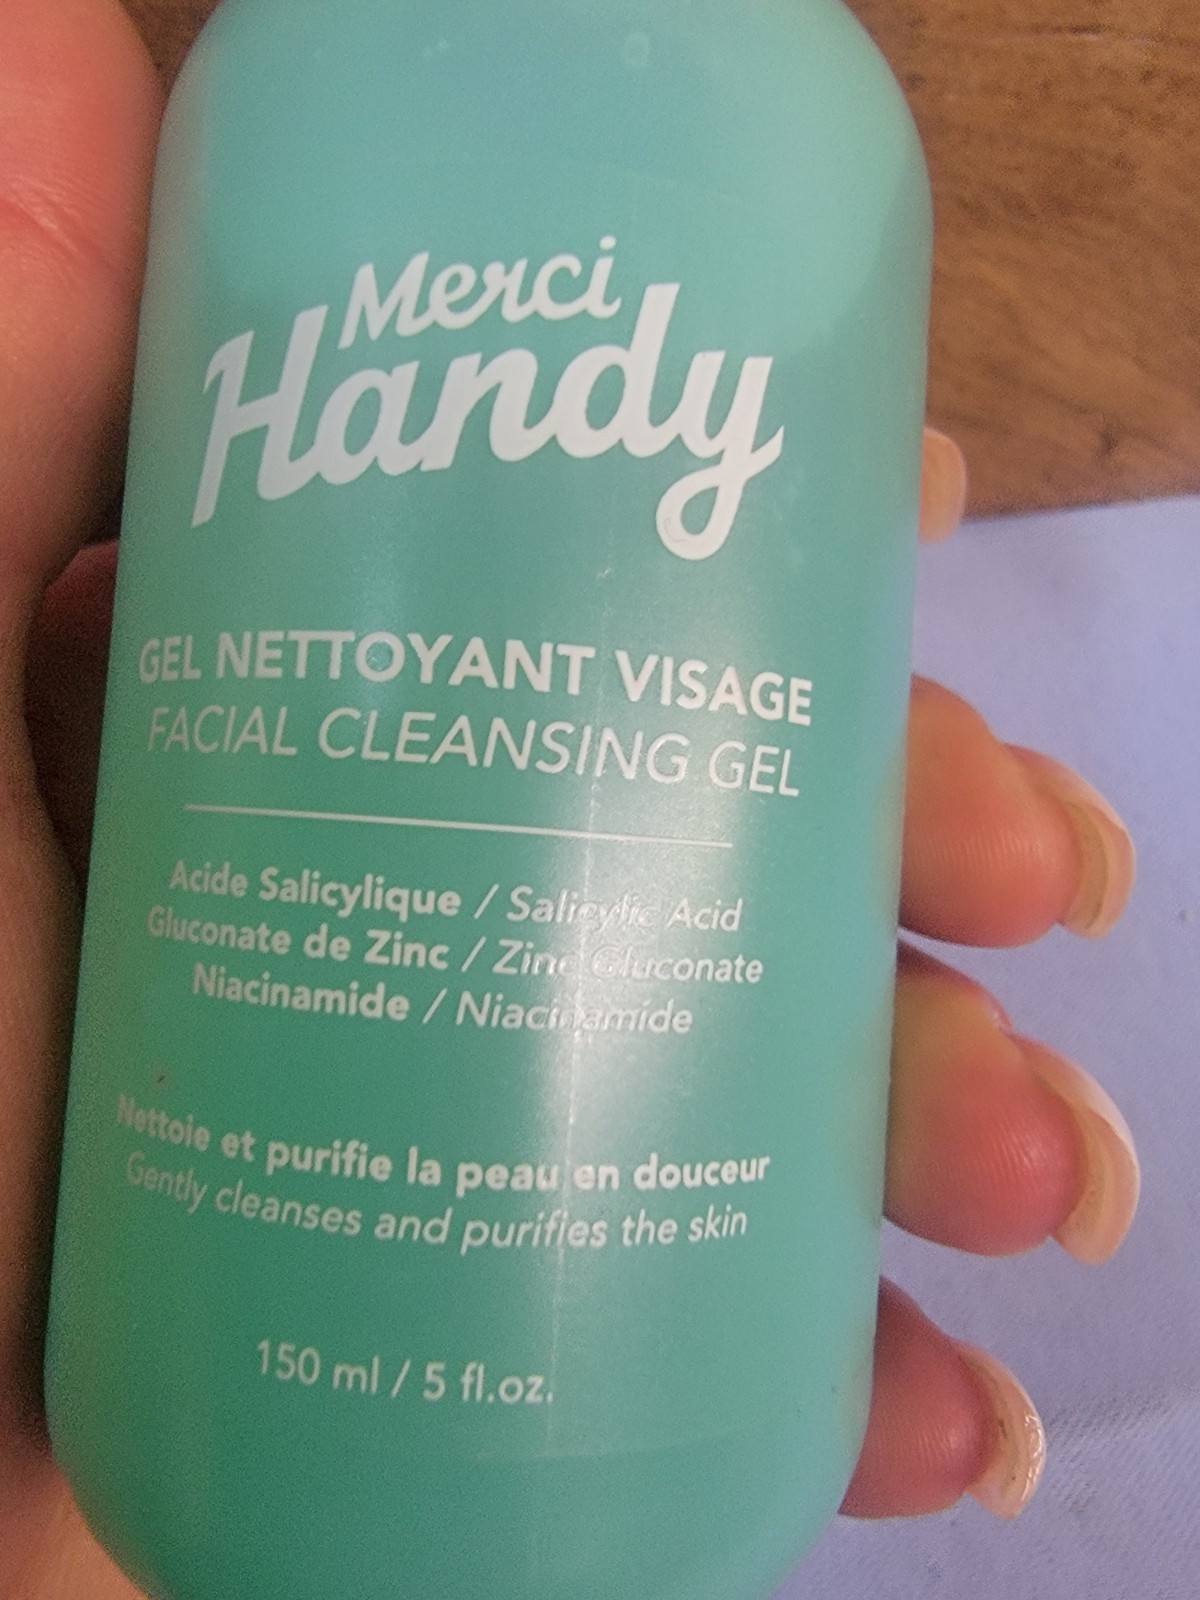 Merci
Handy
GEL NETTOYANT VISAGE
FACIAL CLEANSING GEL
Acide Salicylique / Salicylic Acid
Gluconate de Zinc / Zinc Gluconate
Niacinamide / Niacinamide
Nettoie et purifie la peau en douceur
Gently cleanses and purifies the skin
150 ml / 5 fl.oz.